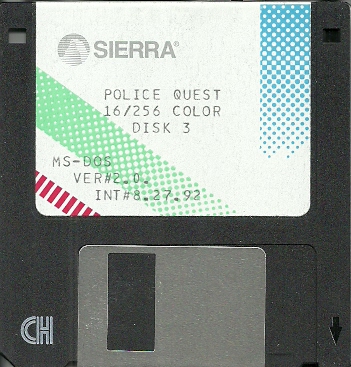 SIERRA®
POLICE QUEST
16/256 COLOR
DISK 3
MS-DOS
VER#2.0.
INT#8.27.92
CH